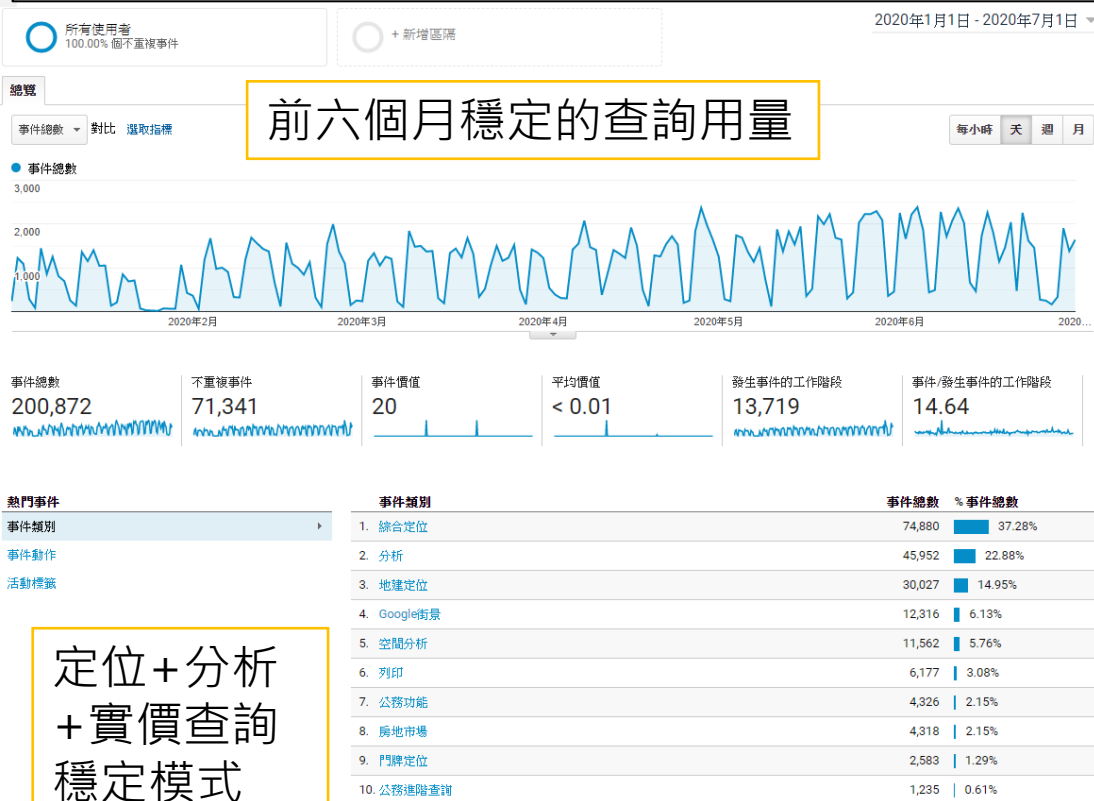 所有使用者
100.00% 個不重複事件
+ 新增區隔
2020年1月1日 - 2020年7月1日
總覽
前六個月穩定的查詢用量
事件總數 對比 選取指標
每小時 天 週 月
事件總數
3,000
2,000
1,000
2020年2月 2020年3月 2020年4月 2020年5月 2020年6月 2020...
事件總數 不重複事件 事件價值 平均價值 發生事件的工作階段 事件/發生事件的工作階段
200,872 71,341 20 < 0.01 13,719 14.64
熱門事件
事件類別
事件動作
活動標籤
事件類別 事件總數 % 事件總數
1. 綜合定位 74,880 37.28%
2. 分析 45,952 22.88%
3. 地建定位 30,027 14.95%
4. Google街景 12,316 6.13%
5. 空間分析 11,562 5.76%
6. 列印 6,177 3.08%
7. 公務功能 4,326 2.15%
8. 房地市場 4,318 2.15%
9. 門牌定位 2,583 1.29%
10. 公務進階查詢 1,235 0.61%
定位+分析
+實價查詢
穩定模式